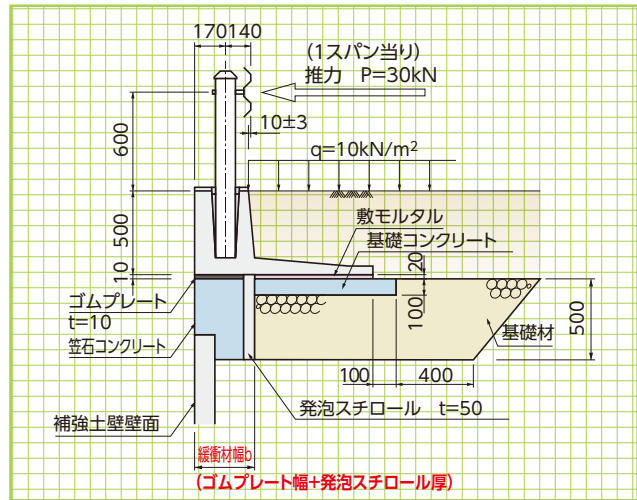 170 140
(1スパン当り)
推力 P=30kN
10±3
600
q=10kN/m²
500
敷モルタル
基礎コンクリート
10
20
ゴムプレート
t=10
100
笠石コンクリート
基礎材
500
100
400
発泡スチロール t=50
補強土壁壁面
緩衝材幅b
(ゴムプレート幅+発泡スチロール厚)